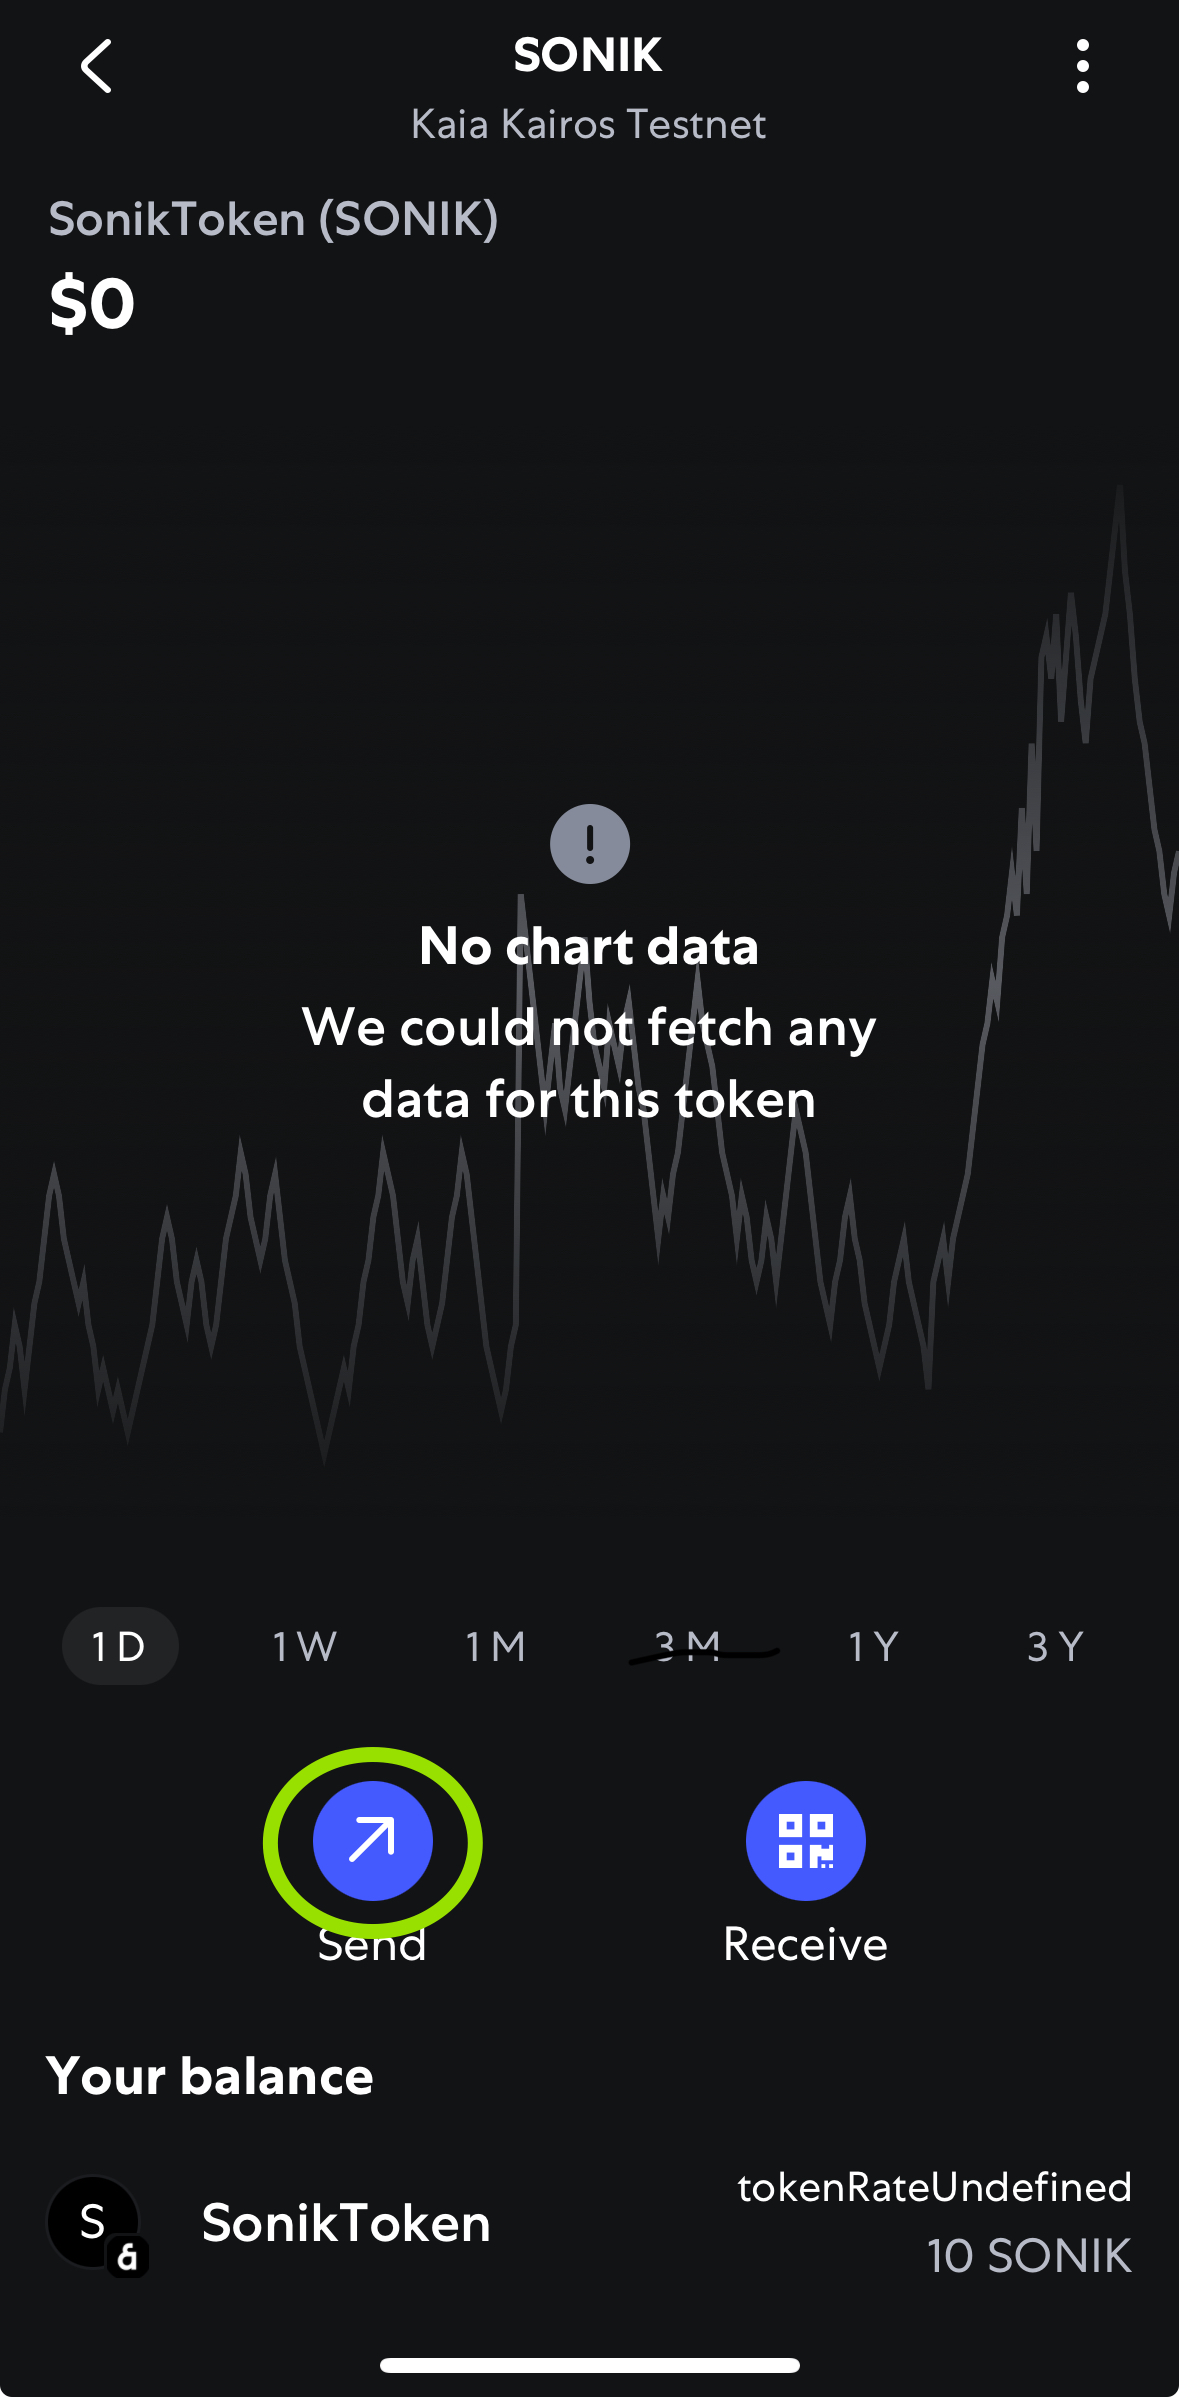 SONIK
Kaia Kairos Testnet
SonikToken (SONIK)
$0
No chart data
We could not fetch any
data for this token
1D 1W 1M 3M 1Y 3Y
Send Receive
Your balance
S SonikToken tokenRateUndefined
10 SONIK